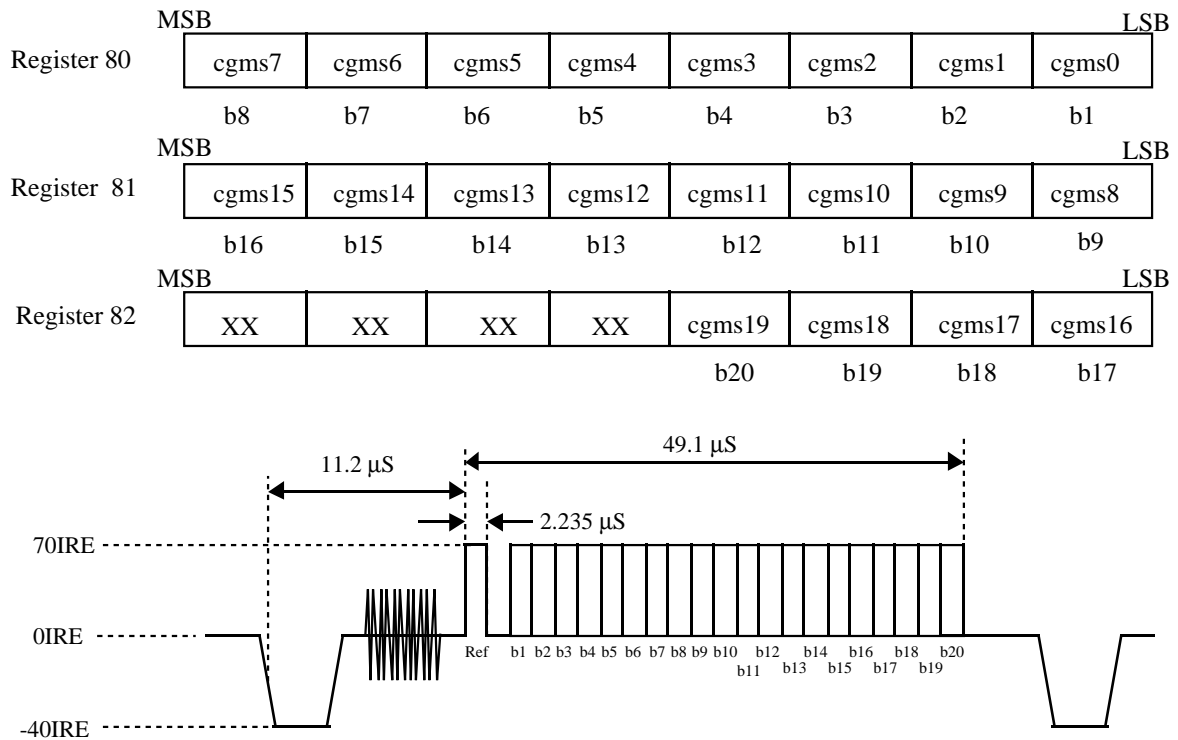 MSB LSB
Register 80 cgms7 cgms6 cgms5 cgms4 cgms3 cgms2 cgms1 cgms0
b8 b7 b6 b5 b4 b3 b2 b1
MSB LSB
Register 81 cgms15 cgms14 cgms13 cgms12 cgms11 cgms10 cgms9 cgms8
b16 b15 b14 b13 b12 b11 b10 b9
MSB LSB
Register 82 XX XX XX XX cgms19 cgms18 cgms17 cgms16
b20 b19 b18 b17
49.1 μS
11.2 μS
2.235 μS
70IRE
0IRE
Ref b1 b2 b3 b4 b5 b6 b7 b8 b9 b10 b12 b14 b16 b18 b20
b11 b13 b15 b17 b19
-40IRE